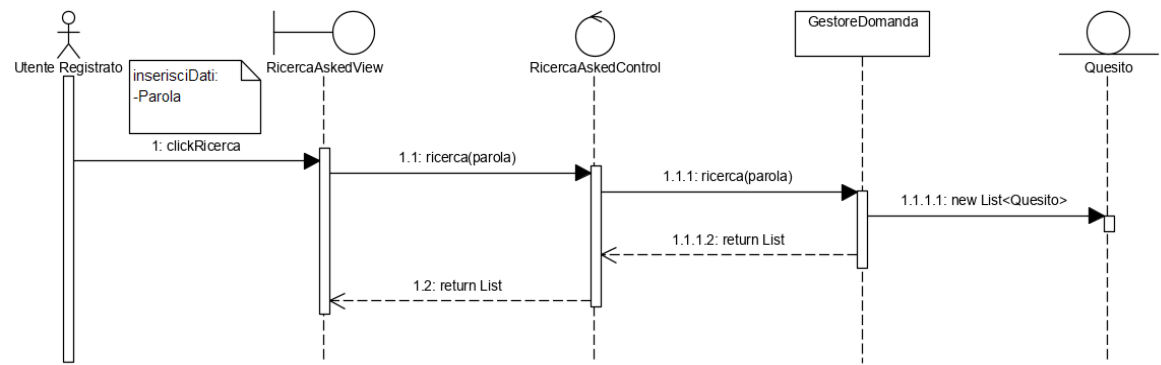 GestoreDomanda
Utente Registrato
RicercaAskedView
RicercaAskedControl
Quesito
inserisciDati:
-Parola
1: clickRicerca
1.1: ricerca(parola)
1.1.1: ricerca(parola)
1.1.1.1: new List<Quesito>
1.1.1.2: return List
1.2: return List